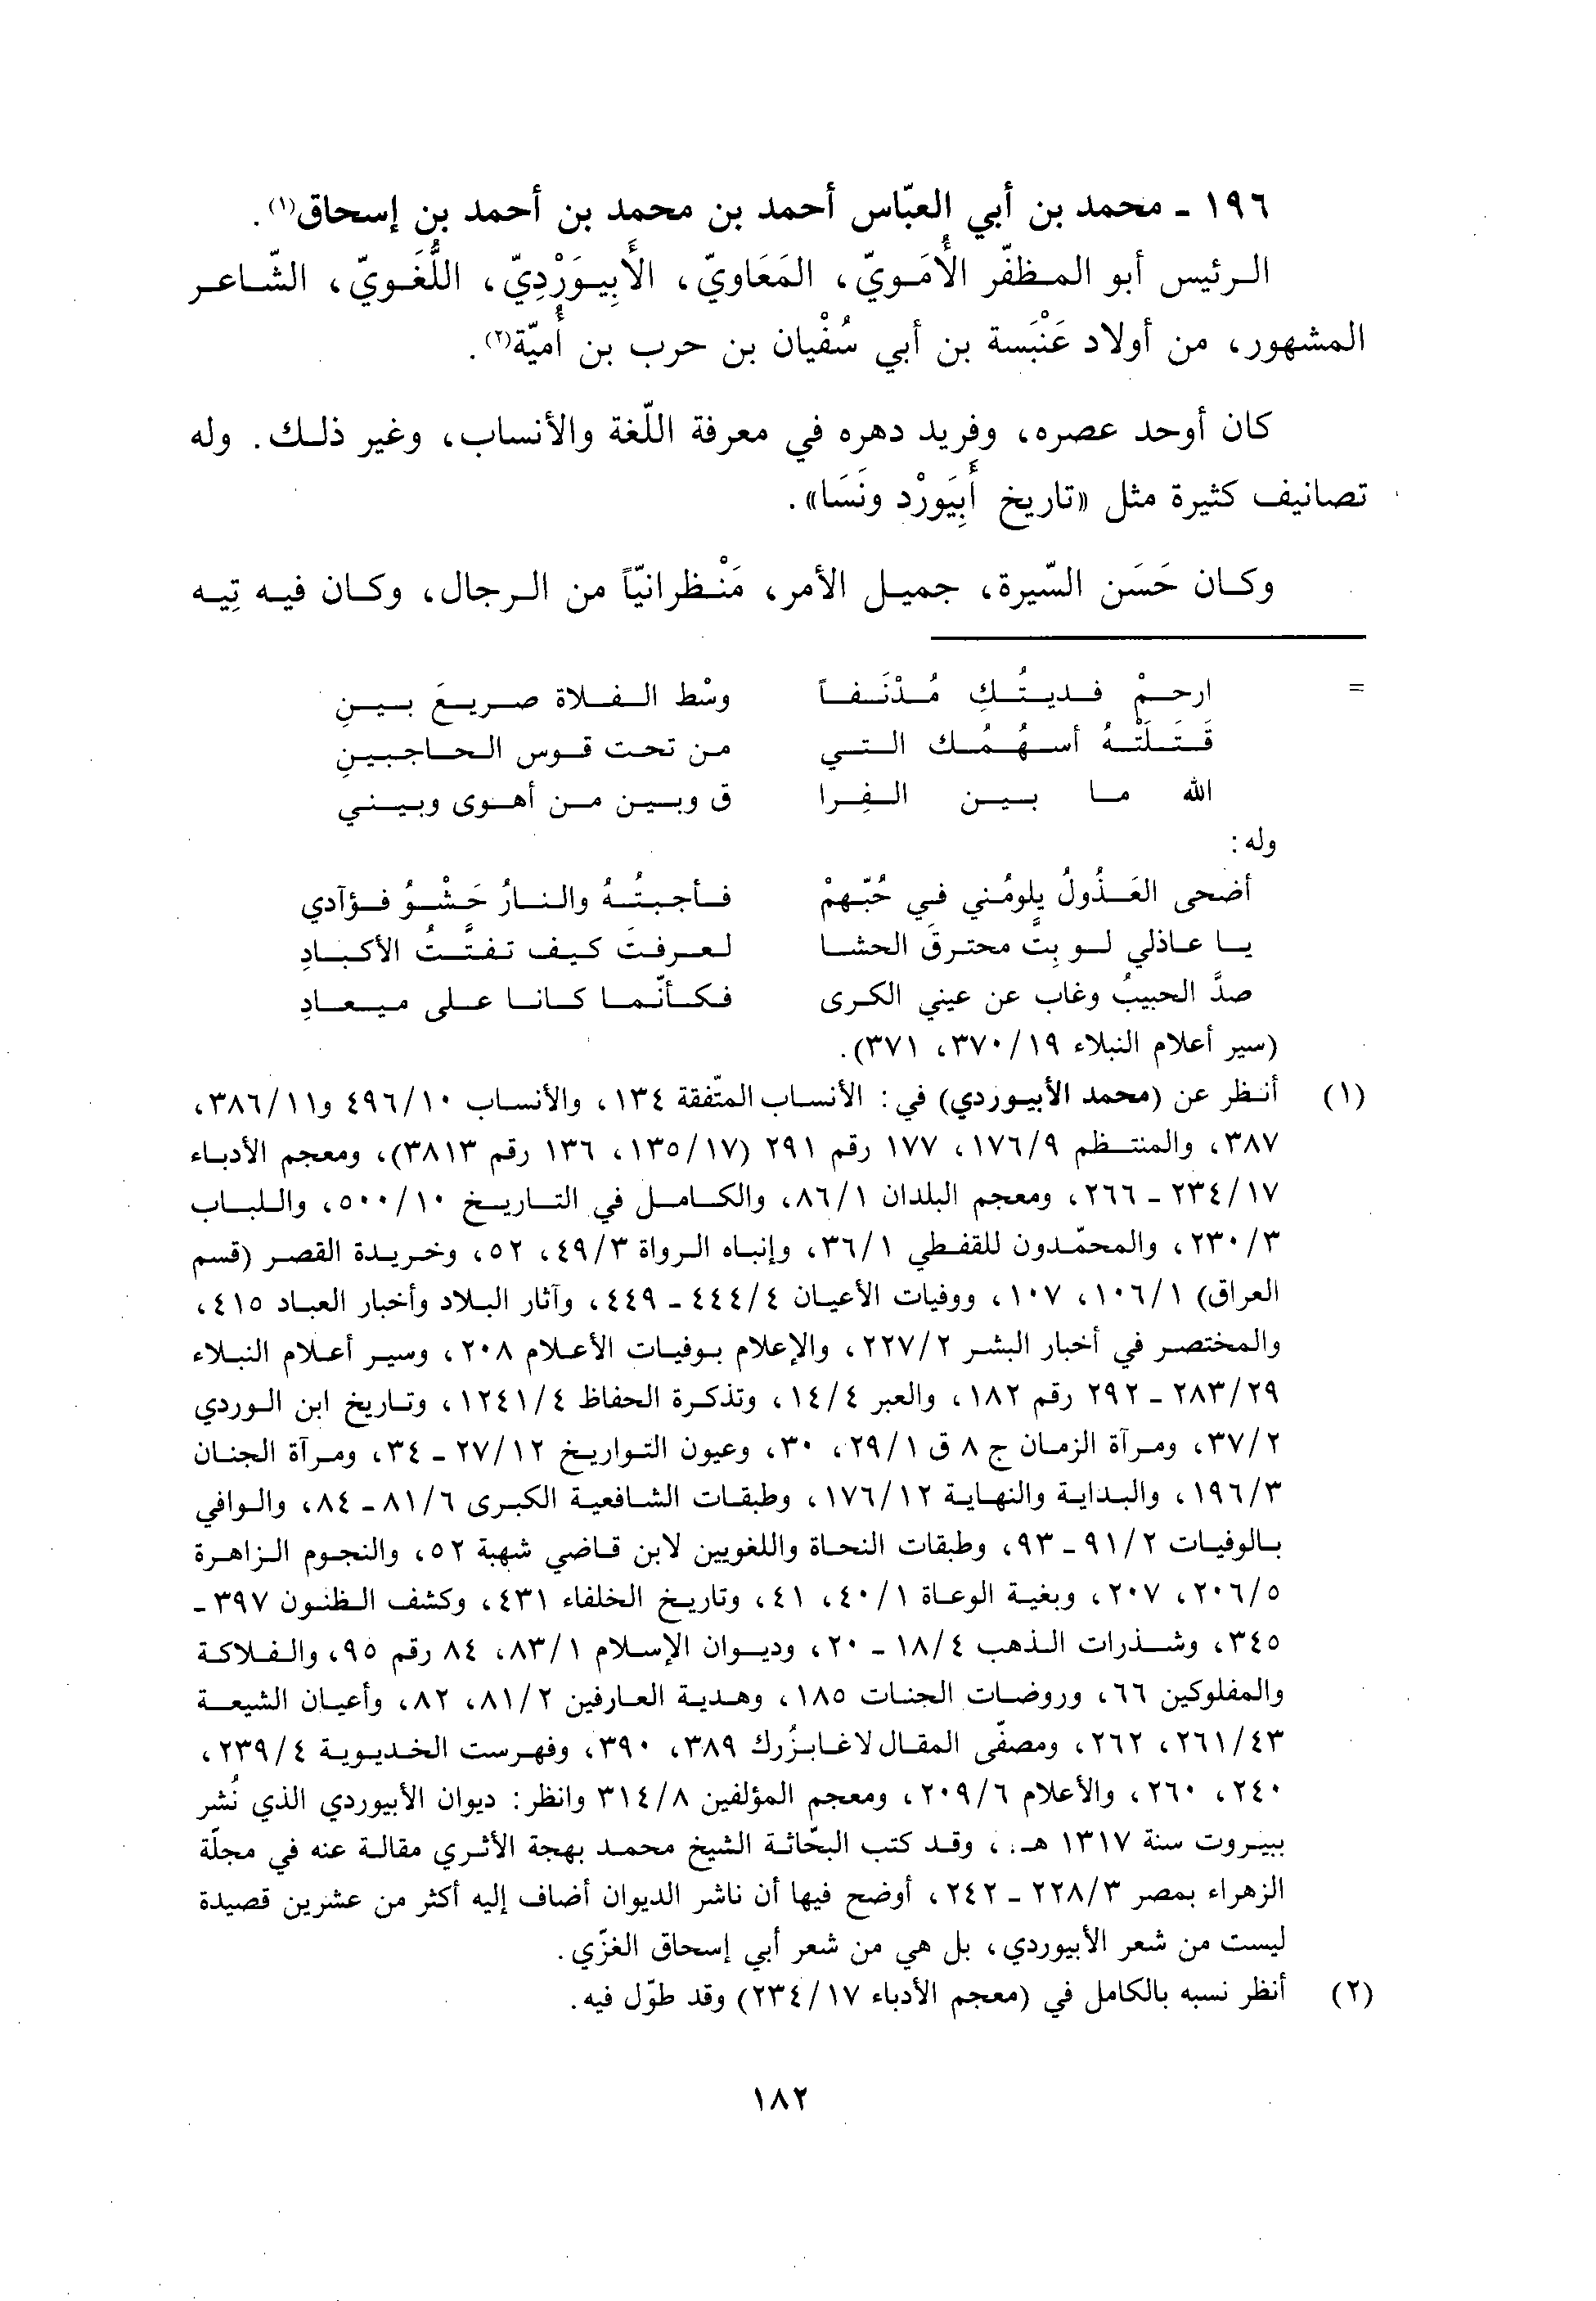 ١٩٦ - محمد بن أبي العبّاس أحمد بن محمد بن أحمد بن إسحاق(١).
الرئيس أبو المظفّر الأُمَويّ، المَعَاويّ، الأَبِيوَرْدِيّ، اللُّغَويّ، الشّاعر
المشهور، من أولاد عَنْبَسة بن أبي سُفْيان بن حرب بن أُميّة(٢).
كان أوحد عصره، وفريد دهره في معرفة اللّغة والأنساب، وغير ذلك. وله
تصانيف كثيرة مثل «تاريخ أَبِيَورْد ونَسَا».
وكان حَسَن السّيرة، جميل الأمر، مَنْظرانيّاً من الرجال، وكان فيه تِيه
= ارحمْ فديتُكِ مُدْنَفاً وسْط الفلاة صريعَ بينِ
قَتَلَتْهُ أسهُمُك التي من تحت قوس الحاجبينِ
الله ما بين الفِرا ق وبين من أهوى وبيني
وله:
أضحى العَذُولُ يلومُني في حُبّهمْ فأجبتُهُ والنارُ حَشْوُ فؤآدي
يا عاذلي لو بِتَّ محترقَ الحشا لعرفتَ كيف تفتَّتُ الأكبادِ
صدَّ الحبيبُ وغاب عن عيني الكرى فكأنّما كانا على ميعادِ
(سير أعلام النبلاء ١٩/٣٧٠، ٣٧١).
(١) أنظر عن (محمد الأبيوردي) في: الأنساب المتّفقة ١٣٤، والأنساب ١٠/٤٩٦ و١١/٣٨٦،
٣٨٧، والمنتظم ٩/١٧٦، ١٧٧ رقم ٢٩١ (١٧/١٣٥، ١٣٦ رقم ٣٨١٣)، ومعجم الأدباء
١٧/٢٣٤ - ٢٦٦، ومعجم البلدان ١/٨٦، والكامل في التاريخ ١٠/٥٠٠، واللباب
٣/٢٣٠، والمحمّدون للقفطي ١/٣٦، وإنباه الرواة ٣/٤٩، ٥٢، وخريدة القصر (قسم
العراق) ١/١٠٦، ١٠٧، ووفيات الأعيان ٤/٤٤٤ - ٤٤٩، وآثار البلاد وأخبار العباد ٤١٥،
والمختصر في أخبار البشر ٢/٢٢٧، والإعلام بوفيات الأعلام ٢٠٨، وسير أعلام النبلاء
٢٩/٢٨٣ - ٢٩٢ رقم ١٨٢، والعبر ٤/١٤، وتذكرة الحفاظ ٤/١٢٤١، وتاريخ ابن الوردي
٢/٣٧، ومرآة الزمان ج ٨ ق ١/٢٩، ٣٠، وعيون التواريخ ١٢/٢٧ - ٣٤، ومرآة الجنان
٣/١٩٦، والبداية والنهاية ١٢/١٧٦، وطبقات الشافعية الكبرى ٦/٨١ - ٨٤، والوافي
بالوفيات ٢/٩١ - ٩٣، وطبقات النحاة واللغويين لابن قاضي شهبة ٥٢، والنجوم الزاهرة
٥/٢٠٦، ٢٠٧، وبغية الوعاة ١/٤٠، ٤١، وتاريخ الخلفاء ٤٣١، وكشف الظنون ٣٩٧ -
٣٤٥، وشذرات الذهب ٤/١٨ - ٢٠، وديوان الإسلام ١/٨٣، ٨٤ رقم ٩٥، والفلاكة
والمفلوكين ٦٦، وروضات الجنات ١٨٥، وهدية العارفين ٢/٨١، ٨٢، وأعيان الشيعة
٤٣/٢٦١، ٢٦٢، ومصفّى المقال لاغابزُرك ٣٨٩، ٣٩٠، وفهرست الخديوية ٤/٢٣٩،
٢٤٠، ٢٦٠، والأعلام ٦/٢٠٩، ومعجم المؤلفين ٨/٣١٤ وانظر: ديوان الأبيوردي الذي نُشر
ببيروت سنة ١٣١٧ هـ.، وقد كتب البحّاثة الشيخ محمد بهجة الأثري مقالة عنه في مجلّة
الزهراء بمصر ٣/٢٢٨ - ٢٤٢، أوضح فيها أن ناشر الديوان أضاف إليه أكثر من عشرين قصيدة
ليست من شعر الأبيوردي، بل هي من شعر أبي إسحاق الغزّي.
(٢) أنظر نسبه بالكامل في (معجم الأدباء ١٧/٢٣٤) وقد طوّل فيه.
١٨٢